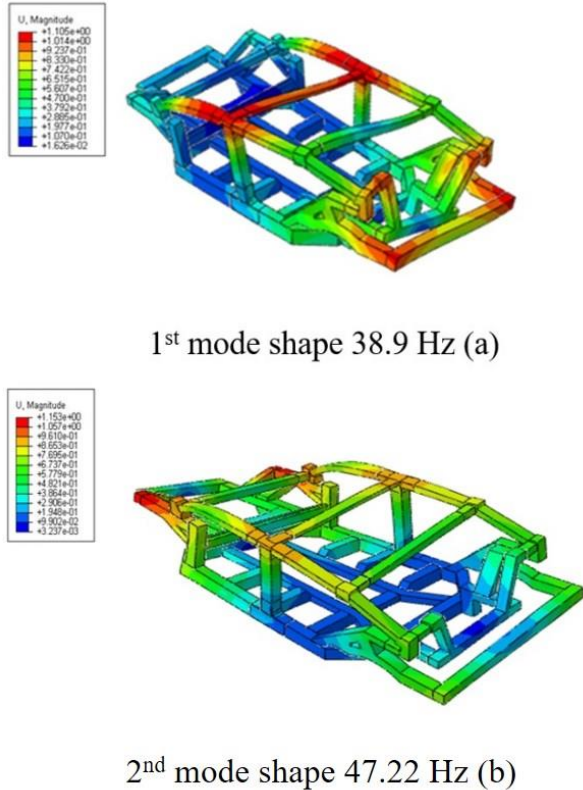 U, Magnitude
+1.105e+00
+1.014e+00
+9.237e-01
+8.330e-01
+7.422e-01
+6.515e-01
+5.607e-01
+4.700e-01
+3.792e-01
+2.885e-01
+1.977e-01
+1.070e-01
+1.626e-02
1st mode shape 38.9 Hz (a)
U, Magnitude
+1.153e+00
+1.057e+00
+9.610e-01
+8.653e-01
+7.695e-01
+6.737e-01
+5.779e-01
+4.821e-01
+3.864e-01
+2.906e-01
+1.948e-01
+9.902e-02
+3.237e-03
2nd mode shape 47.22 Hz (b)